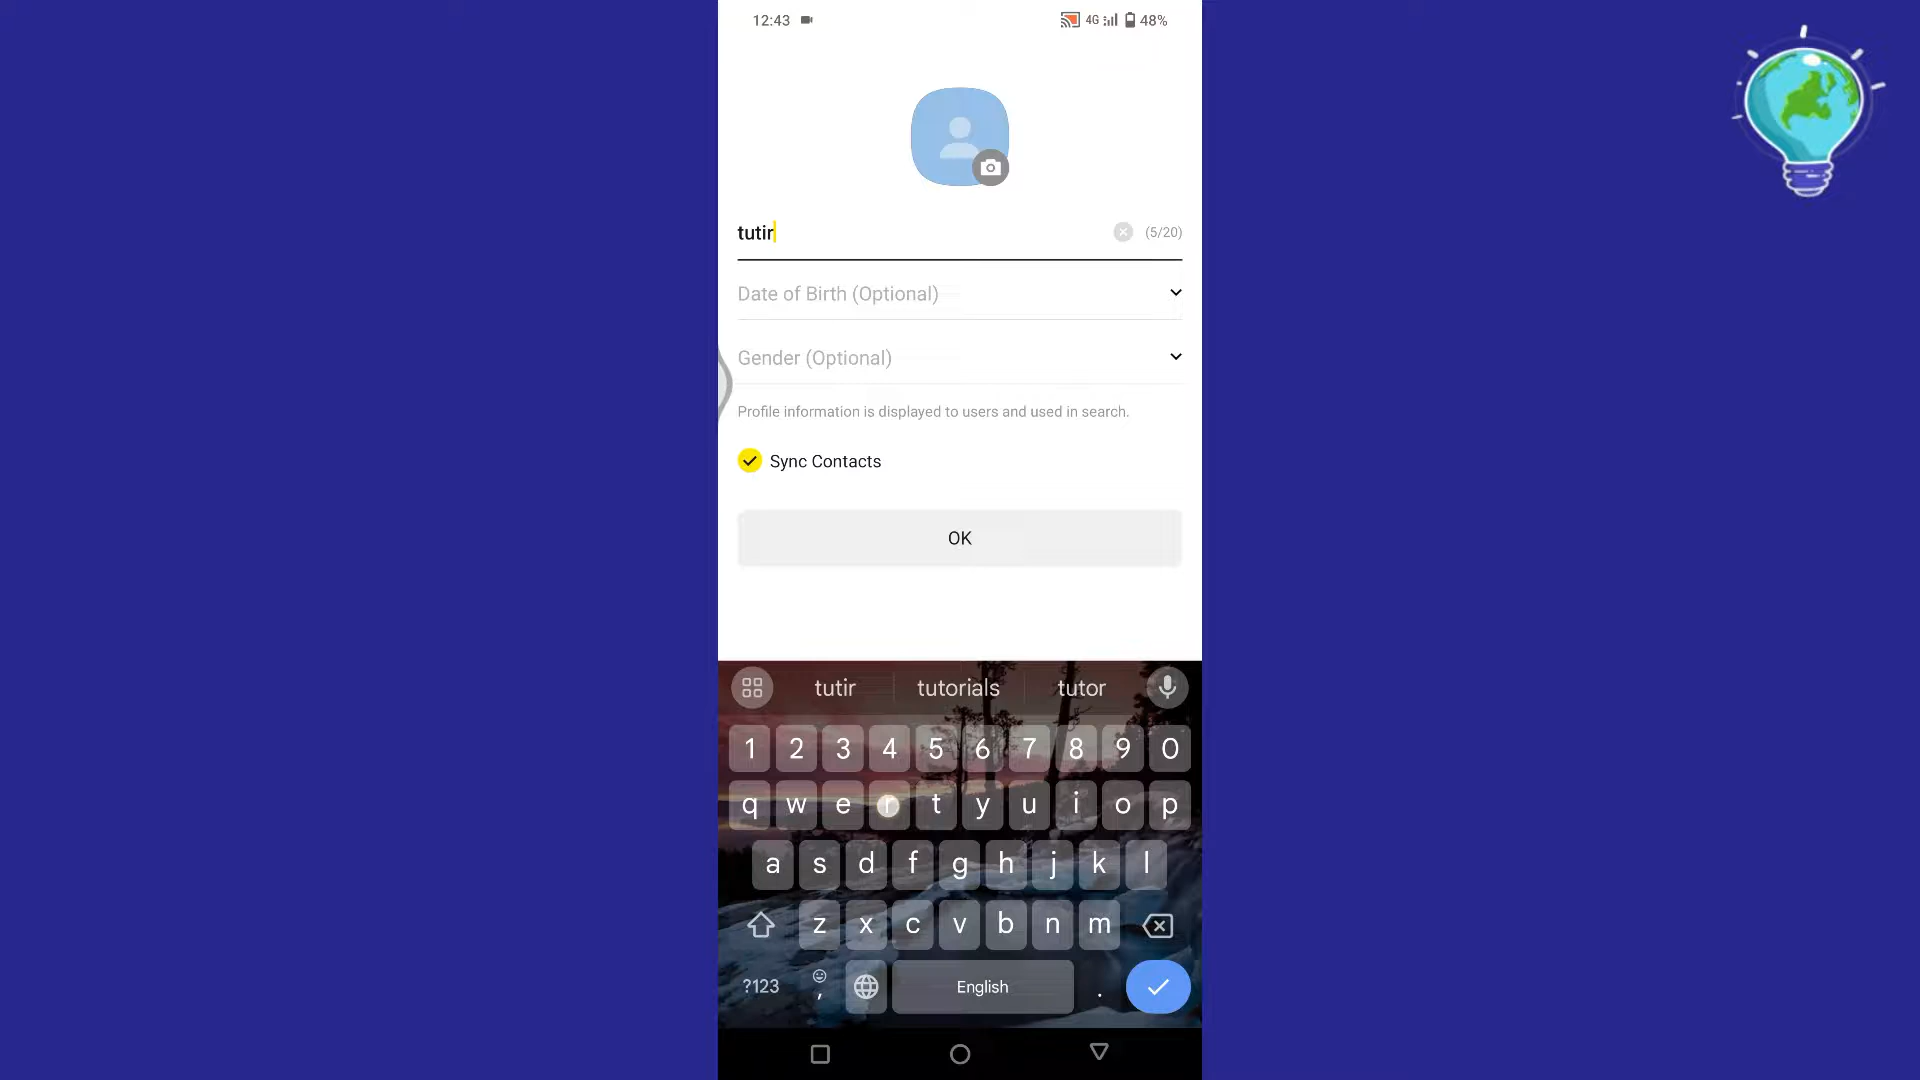 12:43 4G 48%
tutir (5/20)
Date of Birth (Optional)
Gender (Optional)
Profile information is displayed to users and used in search.
Sync Contacts
OK
tutir tutorials tutor
1 2 3 4 5 6 7 8 9 0
q w e r t y u i o p
a s d f g h j k l
z x c v b n m
?123 , English .